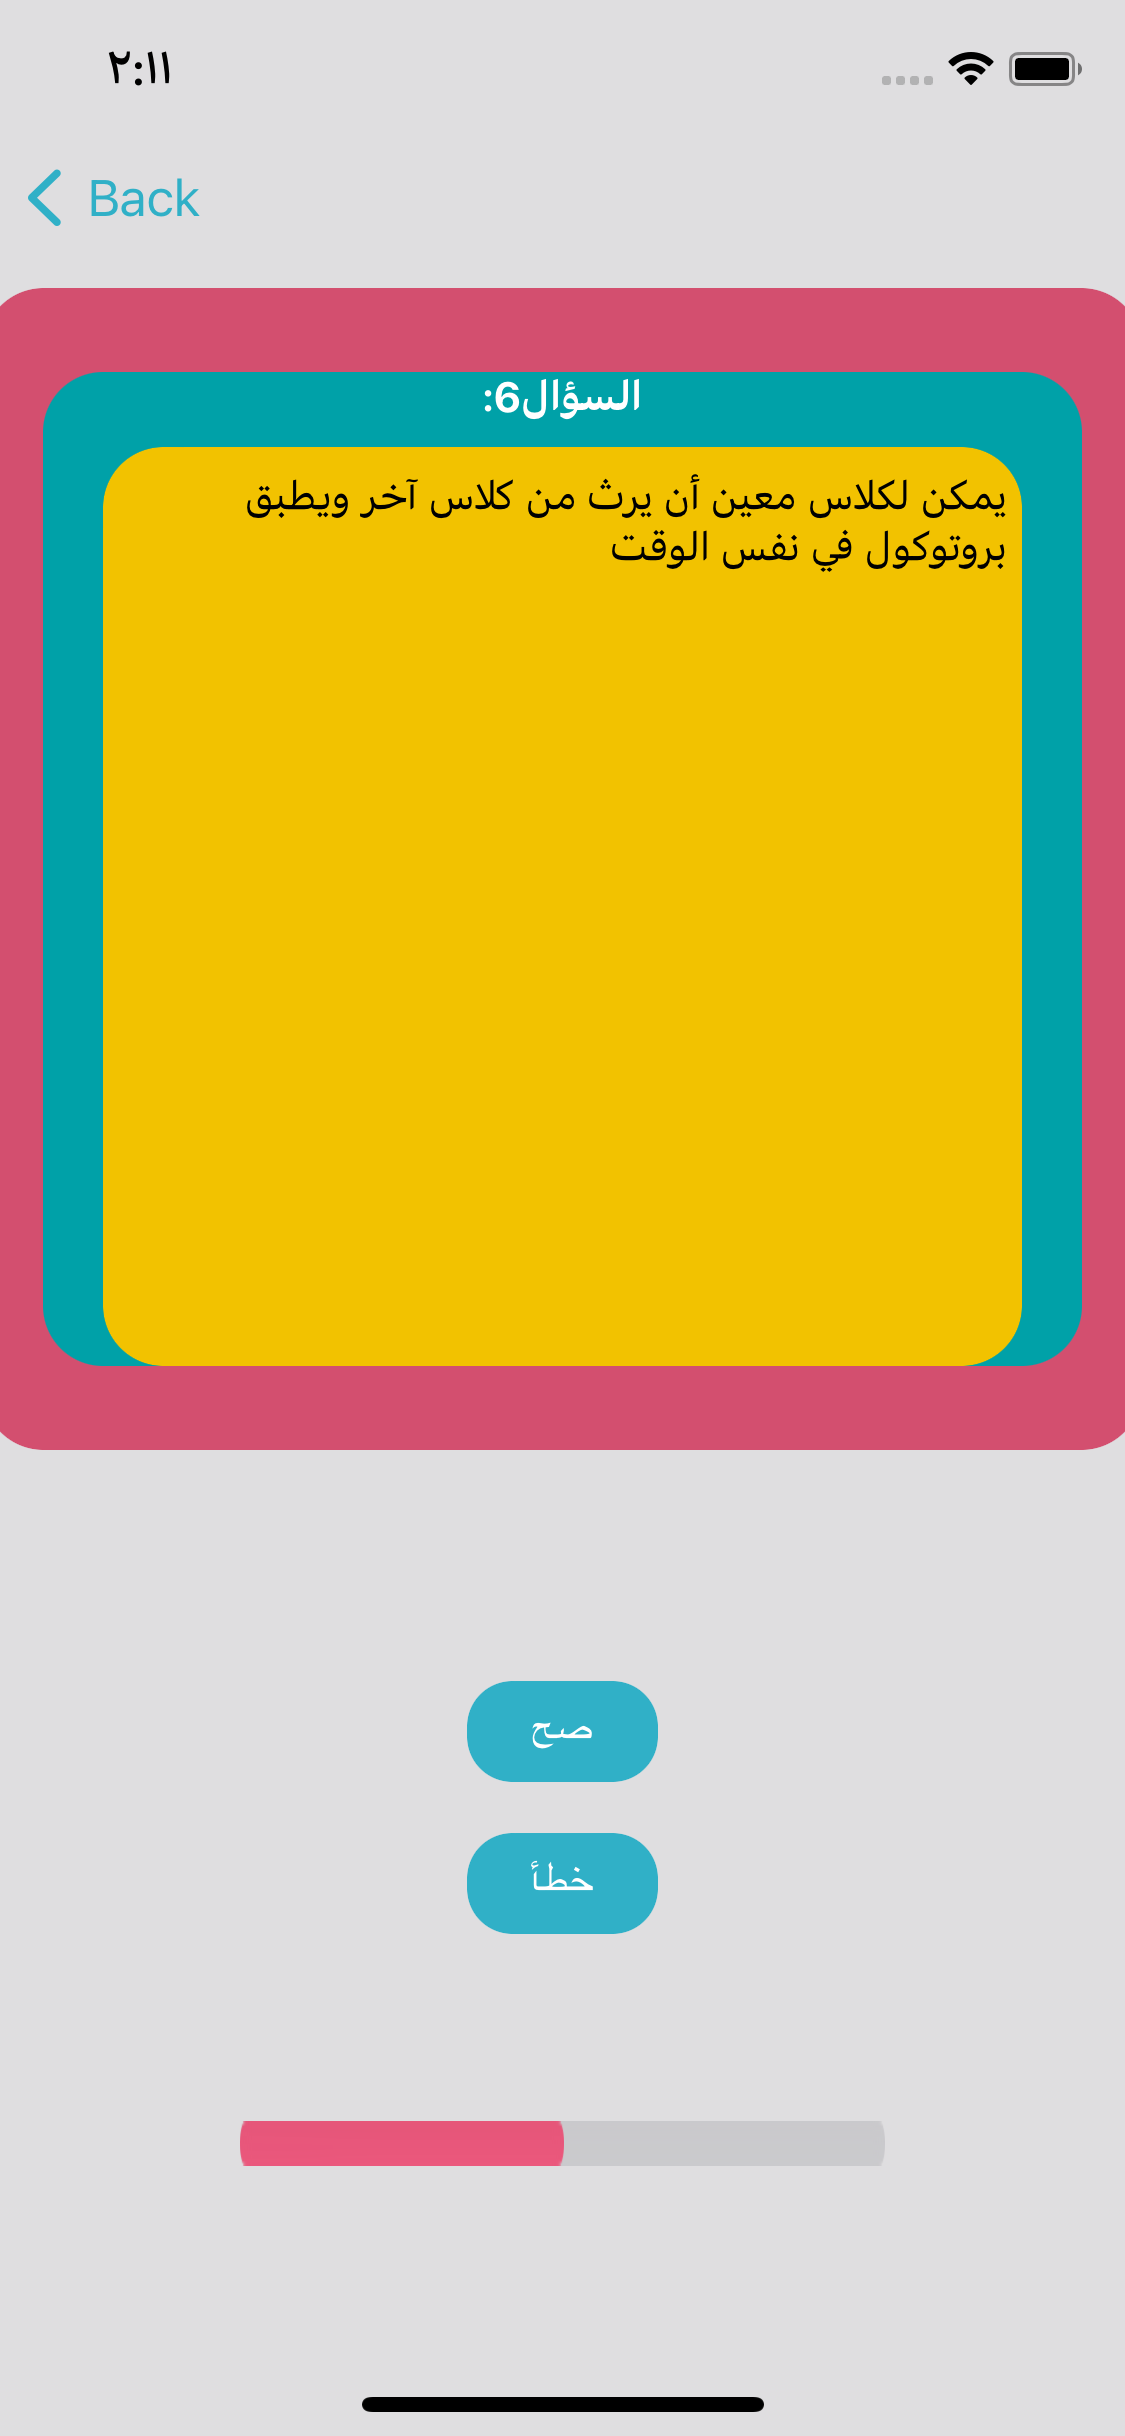 ٢:١١
Back
السؤال6:
يمكن لكلاس معين أن يرث من كلاس آخر ويطبق
بروتوكول في نفس الوقت
صح
خطأ